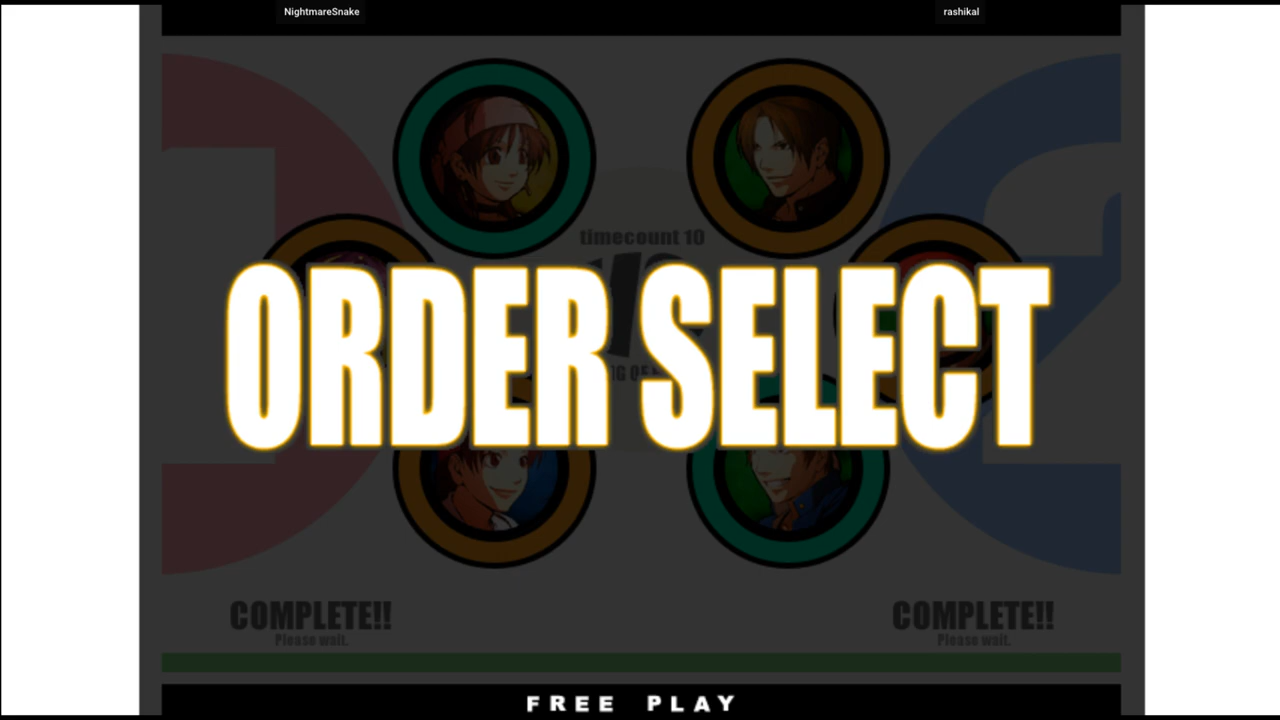 NightmareSnake
rashikal
timecount 10
ORDER SELECT
COMPLETE!!
Please wait.
COMPLETE!!
Please wait.
FREE PLAY